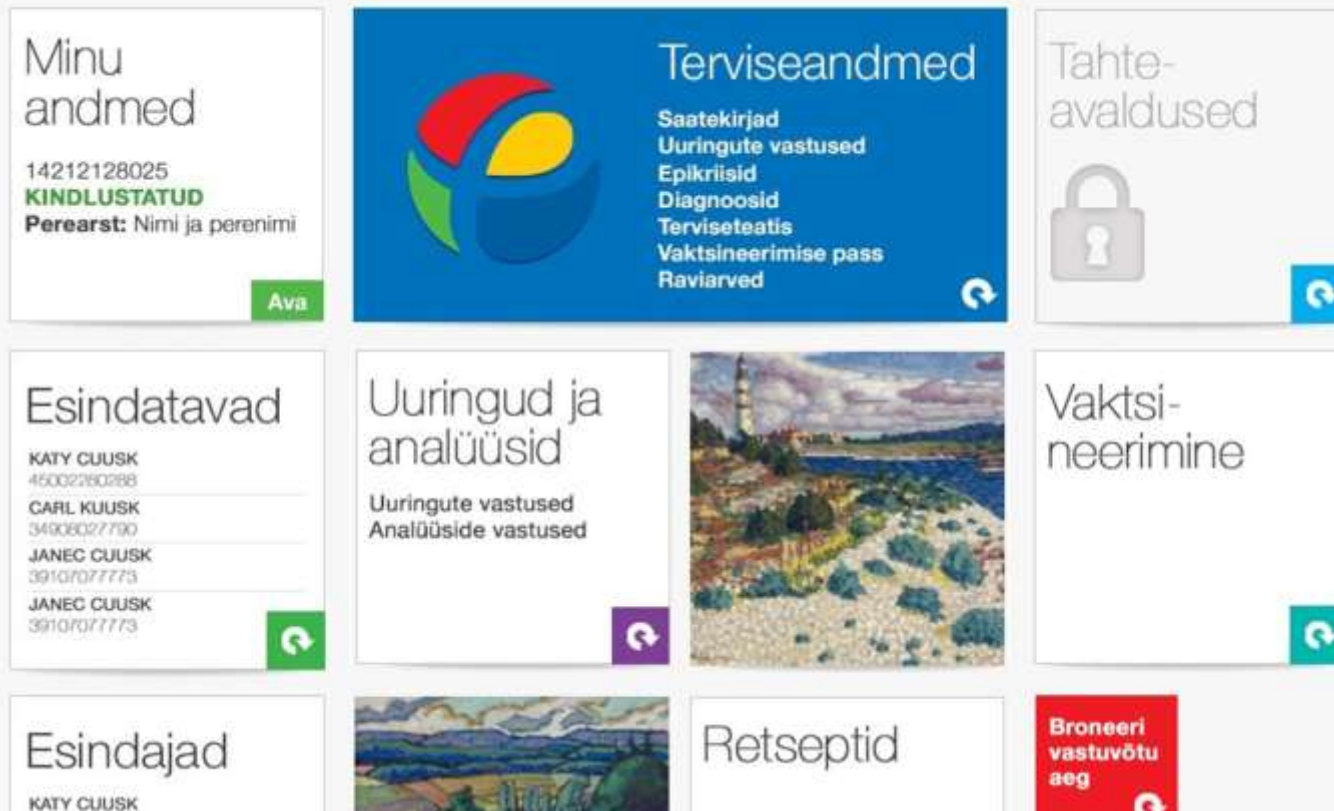 Minu
andmed
14212128025
KINDLUSTATUD
Perearst: Nimi ja perenimi
Ava
Terviseandmed
Saatekirjad
Uuringute vastused
Epikriisid
Diagnoosid
Terviseteatis
Vaktsineerimise pass
Raviarved
Tahte-
avaldused
Esindatavad
KATY CUUSK
45002280288
CARL KUUSK
34908027790
JANEC CUUSK
39107077773
JANEC CUUSK
39107077773
Uuringud ja
analüüsid
Uuringute vastused
Analüüside vastused
Vaktsi-
neerimine
Esindajad
KATY CUUSK
Retseptid
Broneeri
vastuvõtu
aeg